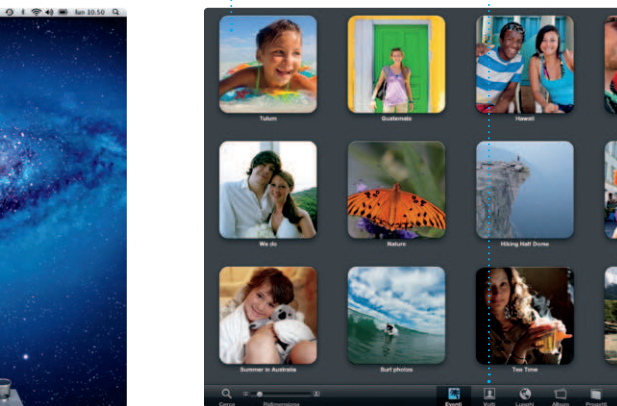 lun 10.50
Tulum
Guatemala
Hawaii
We do
Nature
Hiking Half Dome
Summer in Australia
Surf photos
Tea Time
Cerca
Ridimensiona
Eventi
Volti
Luoghi
Album
Progetti